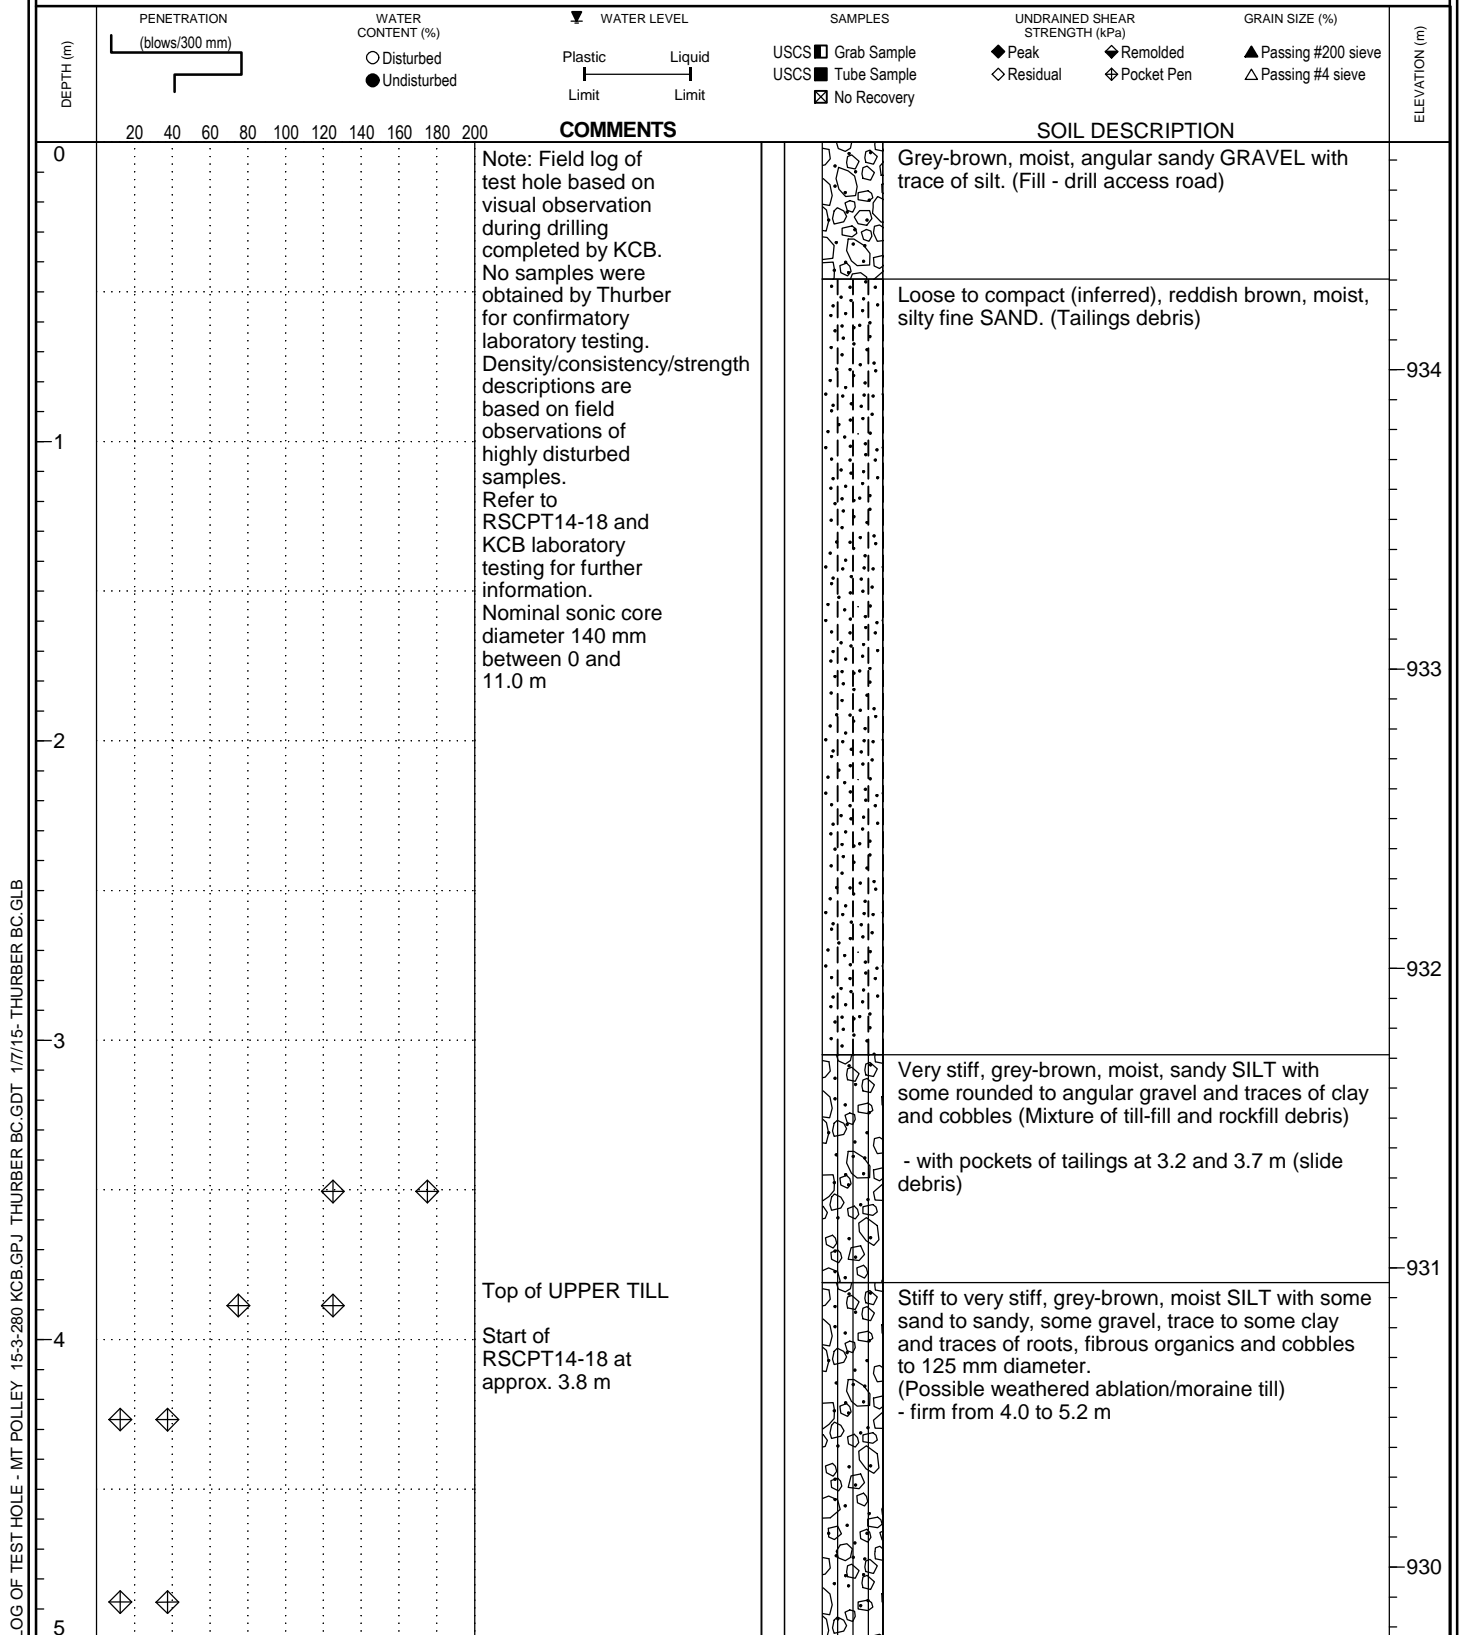 DEPTH (m)
PENETRATION
(blows/300 mm)
WATER
CONTENT (%)
Disturbed
Undisturbed
WATER LEVEL
Plastic Liquid
Limit Limit
SAMPLES
USCS Grab Sample
USCS Tube Sample
No Recovery
UNDRAINED SHEAR
STRENGTH (kPa)
Peak Remolded
Residual Pocket Pen
GRAIN SIZE (%)
Passing #200 sieve
Passing #4 sieve
ELEVATION (m)
20 40 60 80 100 120 140 160 180 200
COMMENTS
SOIL DESCRIPTION
0
1
2
3
4
5
Note: Field log of
test hole based on
visual observation
during drilling
completed by KCB.
No samples were
obtained by Thurber
for confirmatory
laboratory testing.
Density/consistency/strength
descriptions are
based on field
observations of
highly disturbed
samples.
Refer to
RSCPT14-18 and
KCB laboratory
testing for further
information.
Nominal sonic core
diameter 140 mm
between 0 and
11.0 m
Top of UPPER TILL
Start of
RSCPT14-18 at
approx. 3.8 m
Grey-brown, moist, angular sandy GRAVEL with
trace of silt. (Fill - drill access road)
Loose to compact (inferred), reddish brown, moist,
silty fine SAND. (Tailings debris)
Very stiff, grey-brown, moist, sandy SILT with
some rounded to angular gravel and traces of clay
and cobbles (Mixture of till-fill and rockfill debris)
- with pockets of tailings at 3.2 and 3.7 m (slide
debris)
Stiff to very stiff, grey-brown, moist SILT with some
sand to sandy, some gravel, trace to some clay
and traces of roots, fibrous organics and cobbles
to 125 mm diameter.
(Possible weathered ablation/moraine till)
- firm from 4.0 to 5.2 m
934
933
932
931
930
OG OF TEST HOLE - MT POLLEY 15-3-280 KCB.GPJ THURBER BC.GDT 1/7/15- THURBER BC.GLB